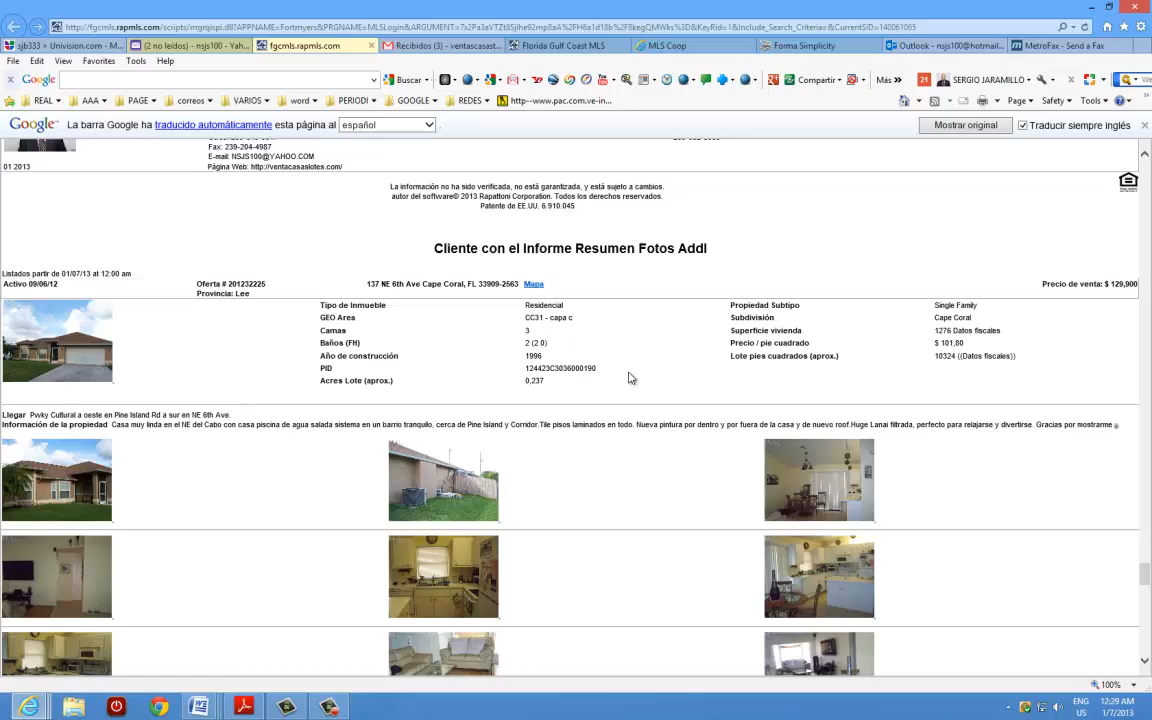 http://fgcmls.rapmls.com/scripts/mgrqispi.dll?APPNAME=Fortmyers&PRGNAME=MLSLogin&ARGUMENT=
sjb333 > Univision.com - M...
(2 no leídos) - nsjs100 - Yah...
fgcmls.rapmls.com
Recibidos (3) - ventacasast...
Florida Gulf Coast MLS
MLS Coop
Forma Simplicity
Outlook - nsjs100@hotmail...
MetroFax - Send a Fax
File Edit View Favorites Tools Help
Google
Buscar
Compartir
Más »
21
SERGIO JARAMILLO
REAL
AAA
PAGE
correos
VARIOS
word
PERIODI
GOOGLE
REDES
http--www.pac.com.ve-in...
Page Safety Tools
Google La barra Google ha traducido automáticamente esta página al español
Mostrar original
Traducir siempre inglés
Fax: 239-204-4987
E-mail: NSJS100@YAHOO.COM
01 2013
Página Web: http://ventacasaslotes.com/
La información no ha sido verificada, no está garantizada, y está sujeto a cambios.
autor del software© 2013 Rapattoni Corporation. Todos los derechos reservados.
Patente de EE.UU. 6.910.045
Cliente con el Informe Resumen Fotos Addl
Listados partir de 01/07/13 at 12:00 am
Activo 09/06/12 Oferta # 201232225 137 NE 6th Ave Cape Coral, FL 33909-2563 Mapa Precio de venta: $ 129,900
Provincia: Lee
Tipo de Inmueble Residencial Propiedad Subtipo Single Family
GEO Area CC31 - capa c Subdivisión Cape Coral
Camas 3 Superficie vivienda 1276 Datos fiscales
Baños (FH) 2 (2 0) Precio / pie cuadrado $ 101,80
Año de construcción 1996 Lote pies cuadrados (aprox.) 10324 ((Datos fiscales))
PID 124423C3036000190
Acres Lote (aprox.) 0,237
Llegar Pwky Cultural a oeste en Pine Island Rd a sur en NE 6th Ave.
Información de la propiedad Casa muy linda en el NE del Cabo con casa piscina de agua salada sistema en un barrio tranquilo, cerca de Pine Island y Corridor.Tile pisos laminados en todo. Nueva pintura por dentro y por fuera de la casa y de nuevo roof.Huge Lanai filtrada, perfecto para relajarse y divertirse. Gracias por mostrarme
100%
ENG 12:29 AM
US 1/7/2013